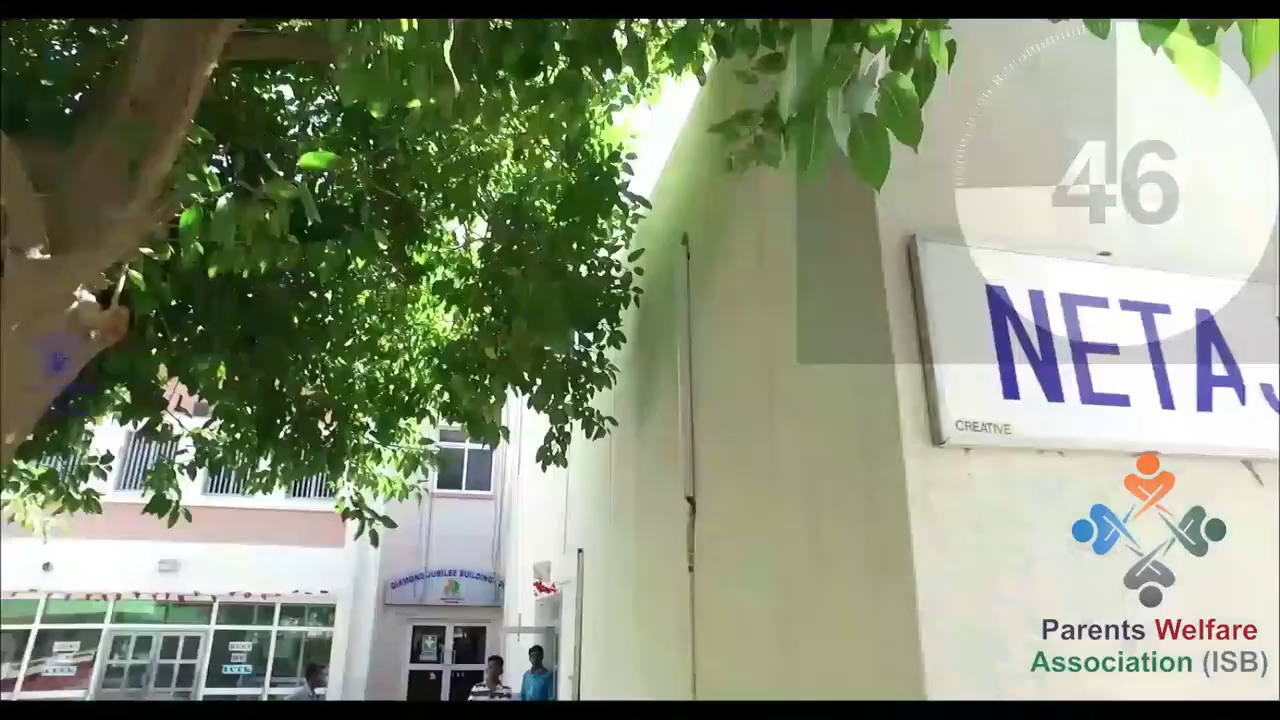 46
NETAJ
CREATIVE
DIAMOND JUBILEE BUILDING
Parents Welfare
Association (ISB)